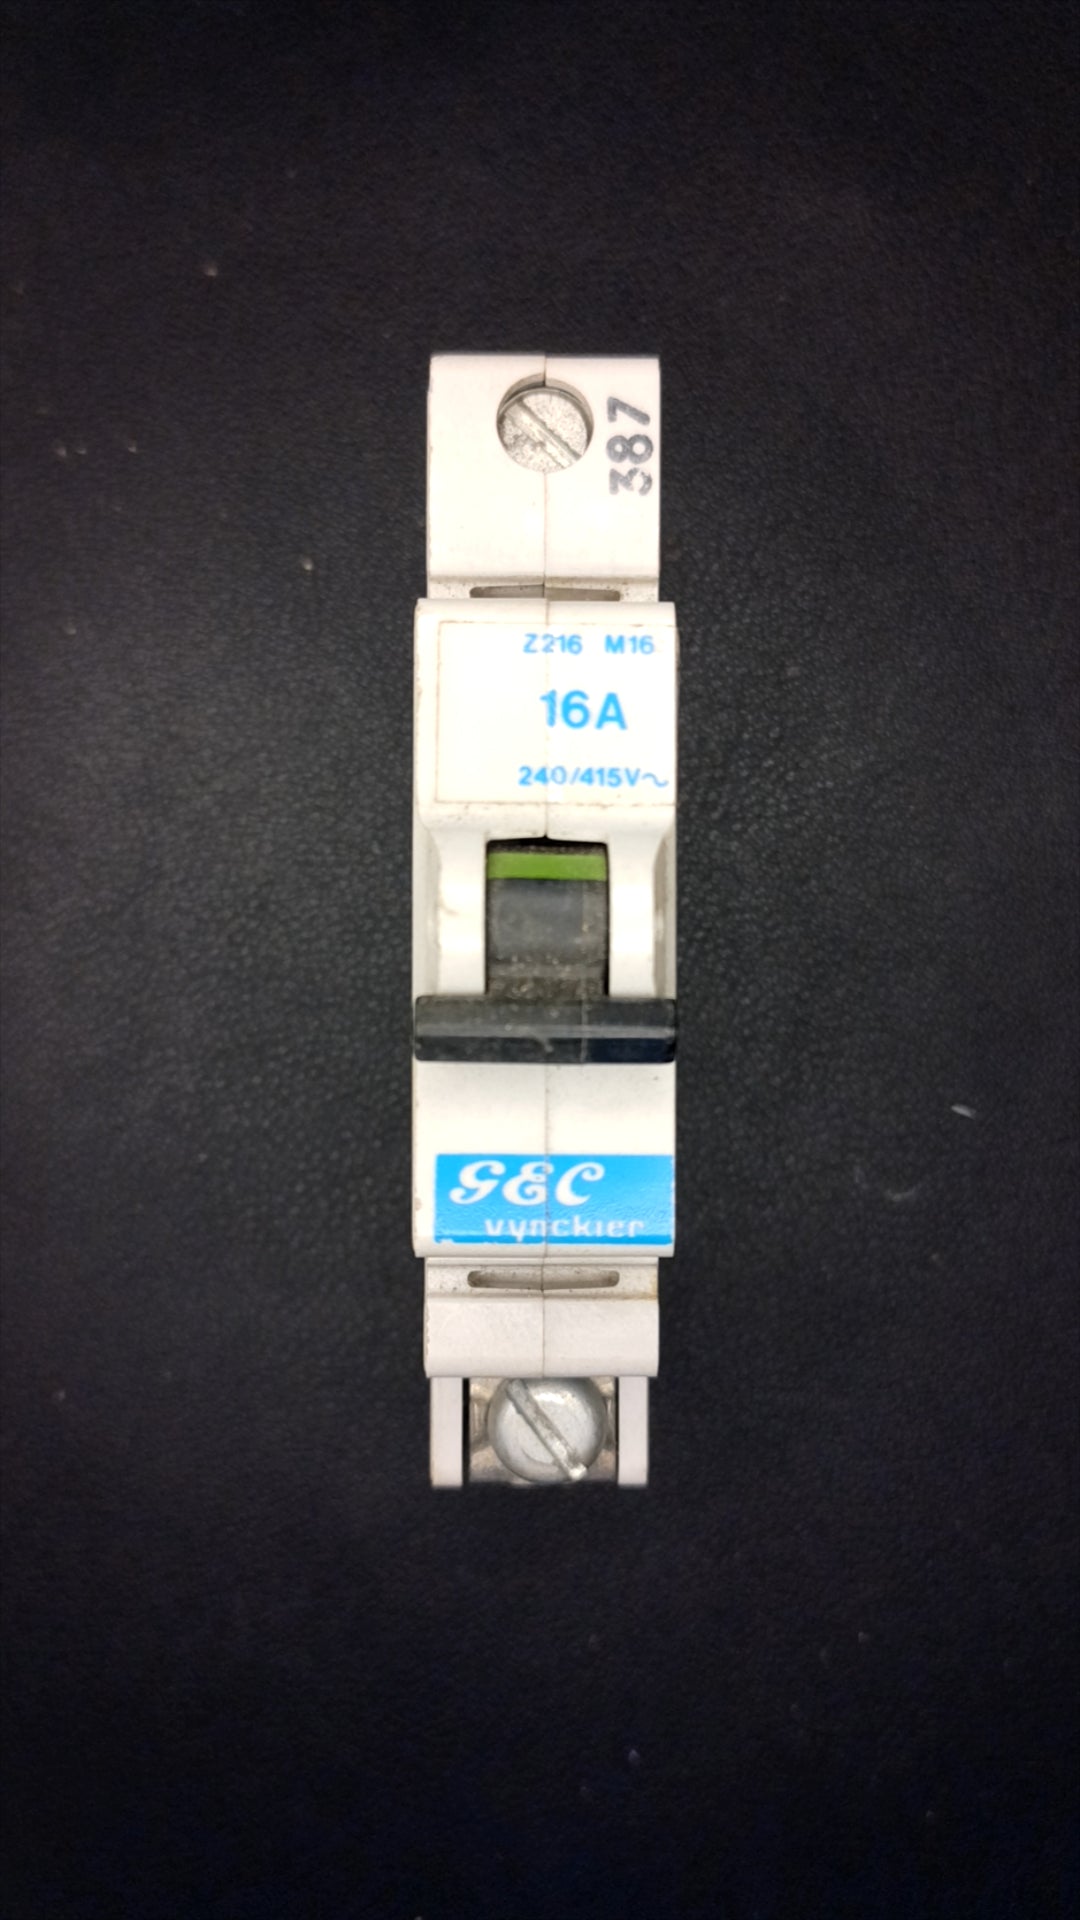 387
Z216 M16
16A
240/415V~
GEC
vynckier